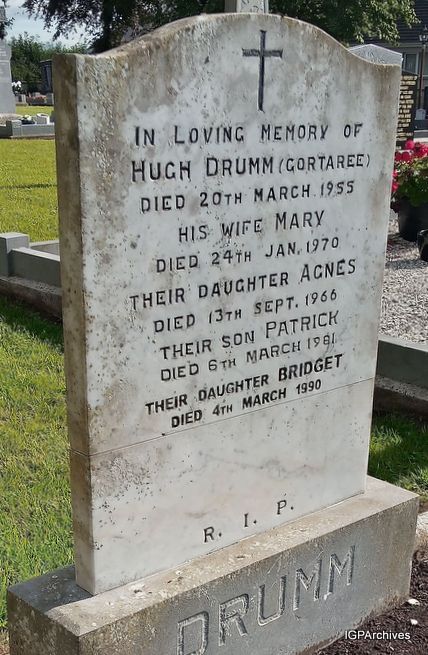 IN LOVING MEMORY OF
HUGH DRUMM (GORTAREE)
DIED 20TH MARCH 1955
HIS WIFE MARY
DIED 24TH JAN, 1970
THEIR DAUGHTER AGNES
DIED 13TH SEPT. 1966
THEIR SON PATRICK
DIED 6TH MARCH 1981
THEIR DAUGHTER BRIDGET
DIED 4TH MARCH 1990
R. I. P.
DRUMM
IGPArchives